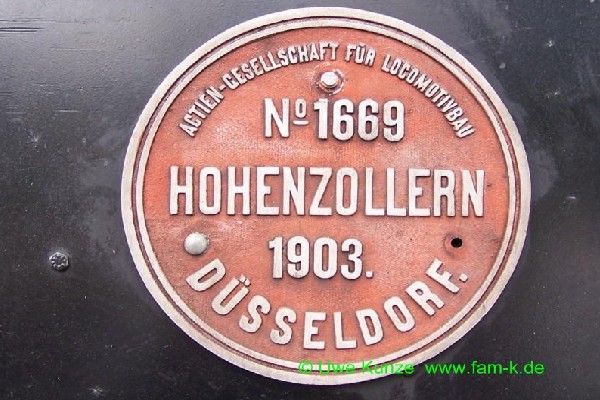 ACTIEN-GESELLSCHAFT FÜR LOCOMOTIVBAU
No 1669
HOHENZOLLERN
1903.
DÜSSELDORF.
© Uwe Kunze www.fam-k.de